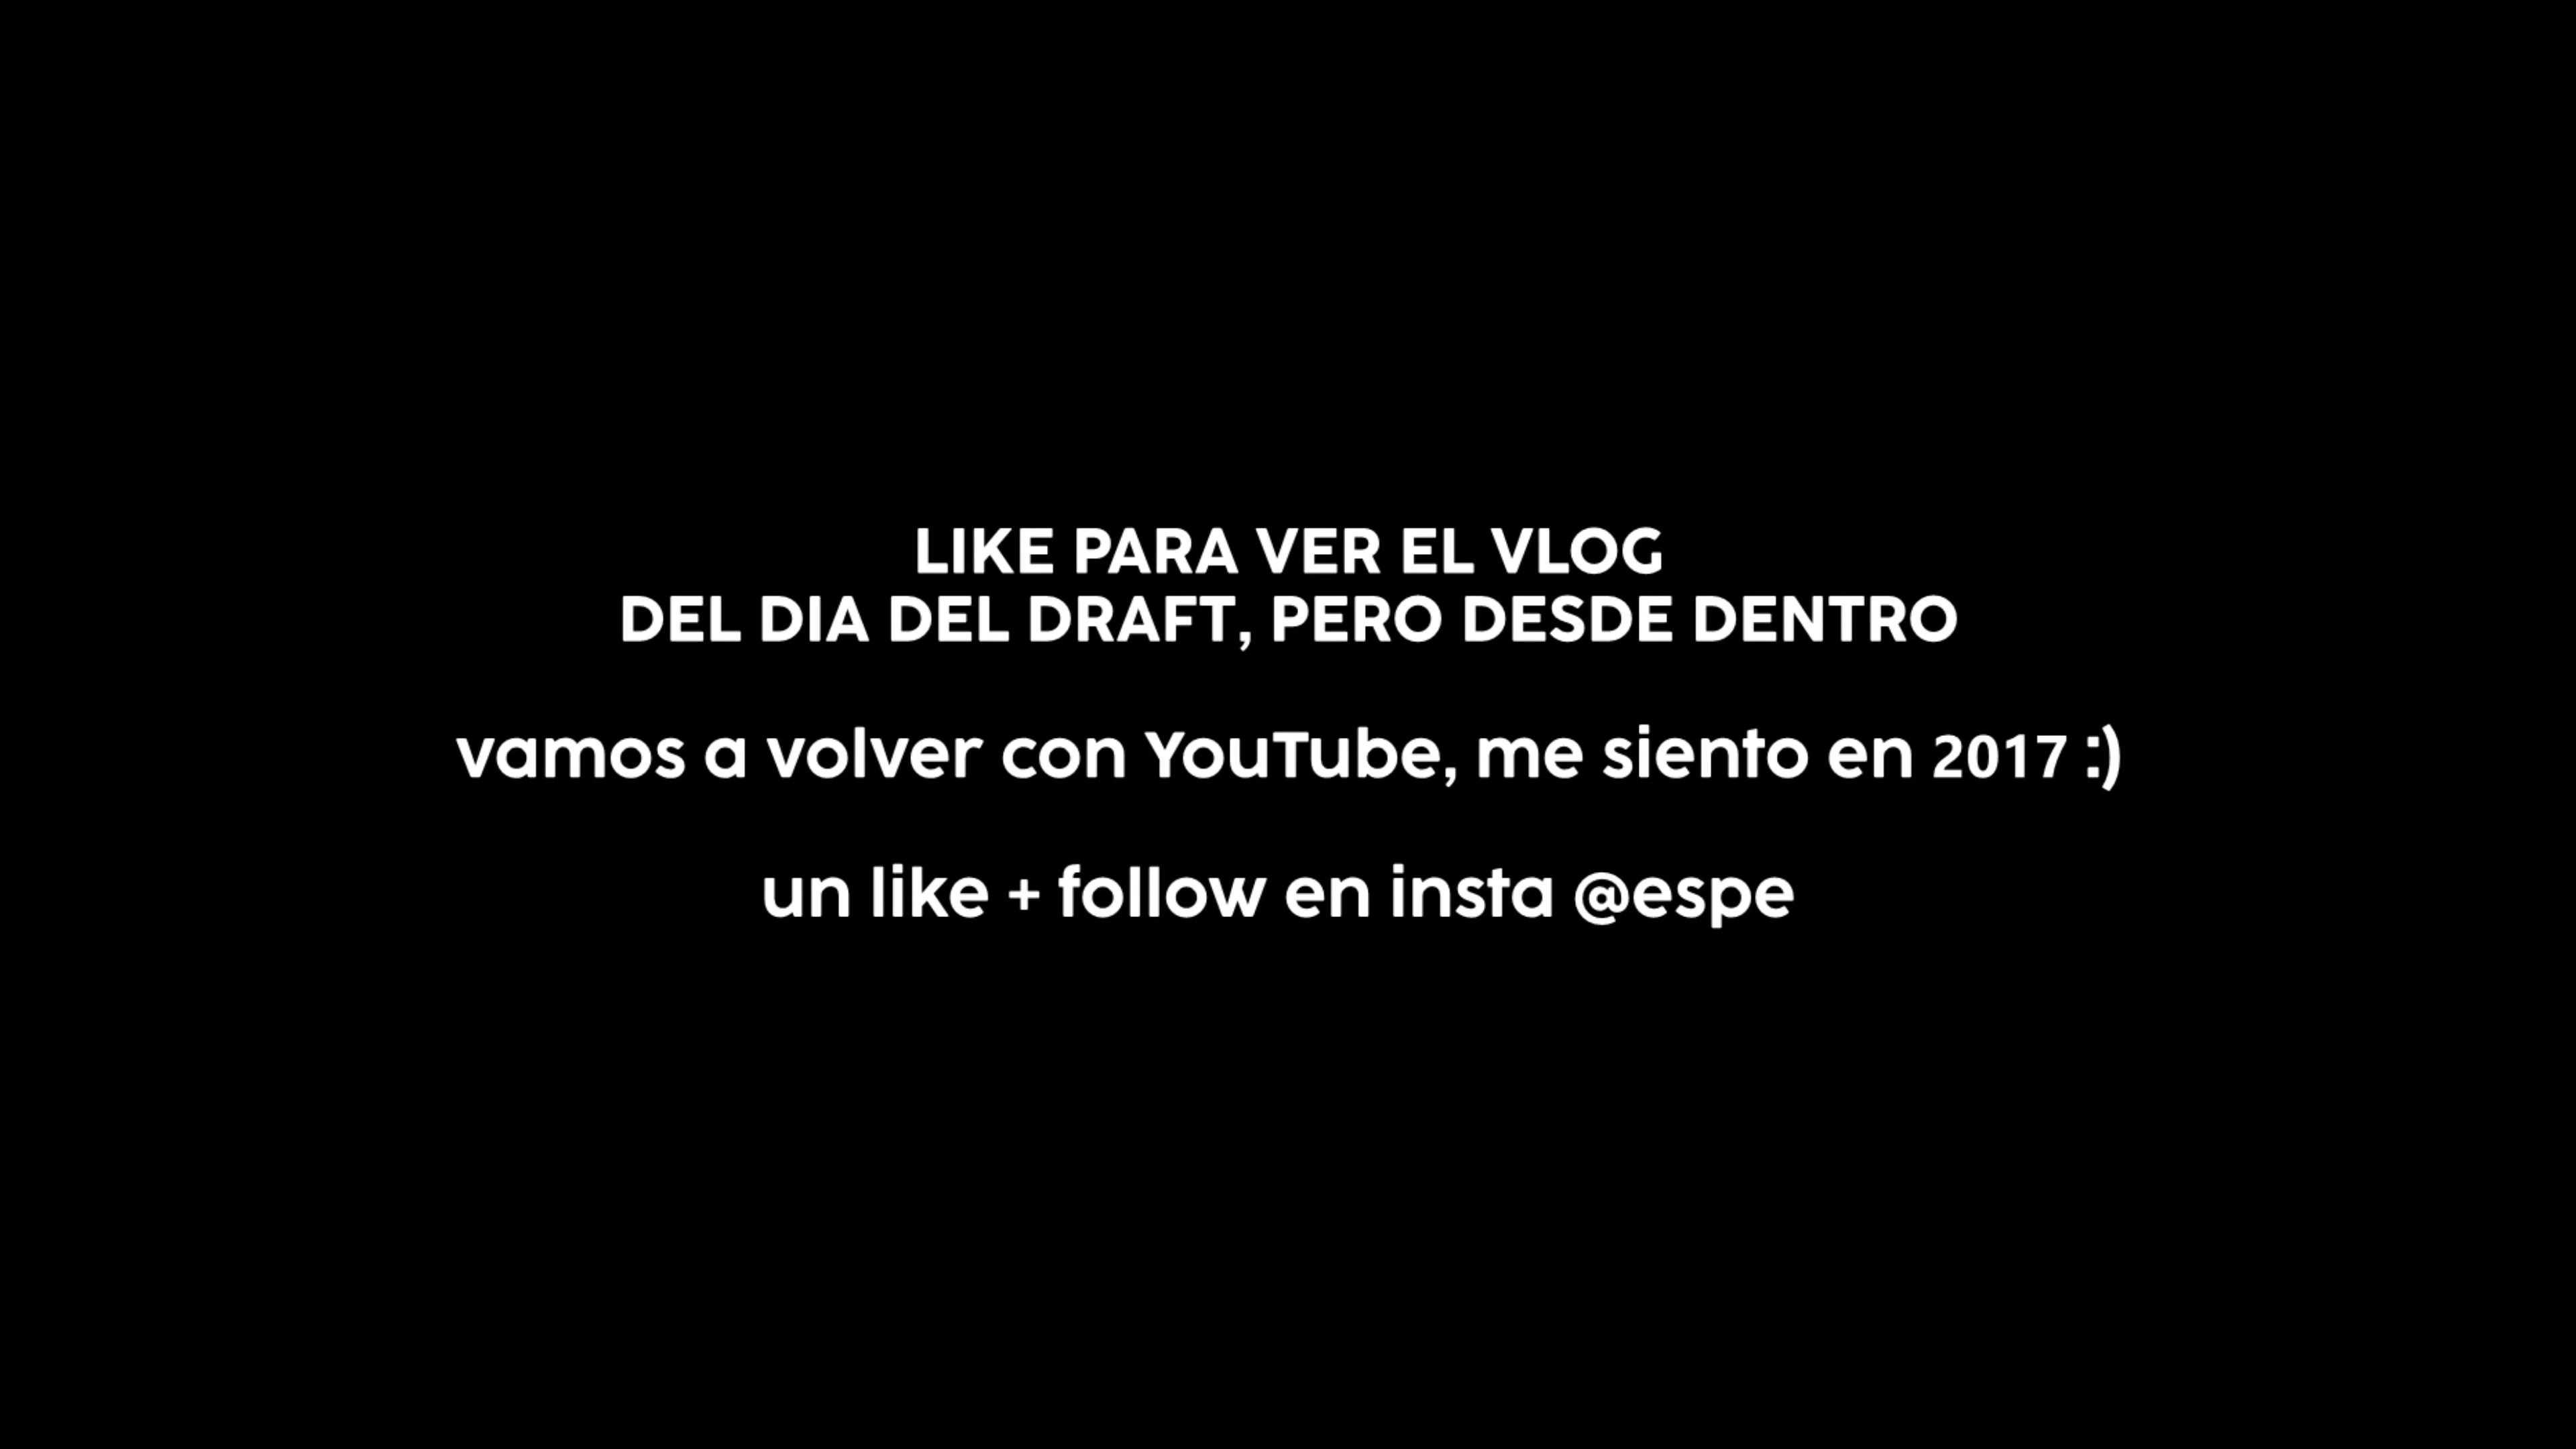 LIKE PARA VER EL VLOG
DEL DIA DEL DRAFT, PERO DESDE DENTRO
vamos a volver con YouTube, me siento en 2017 :)
un like + follow en insta @espe